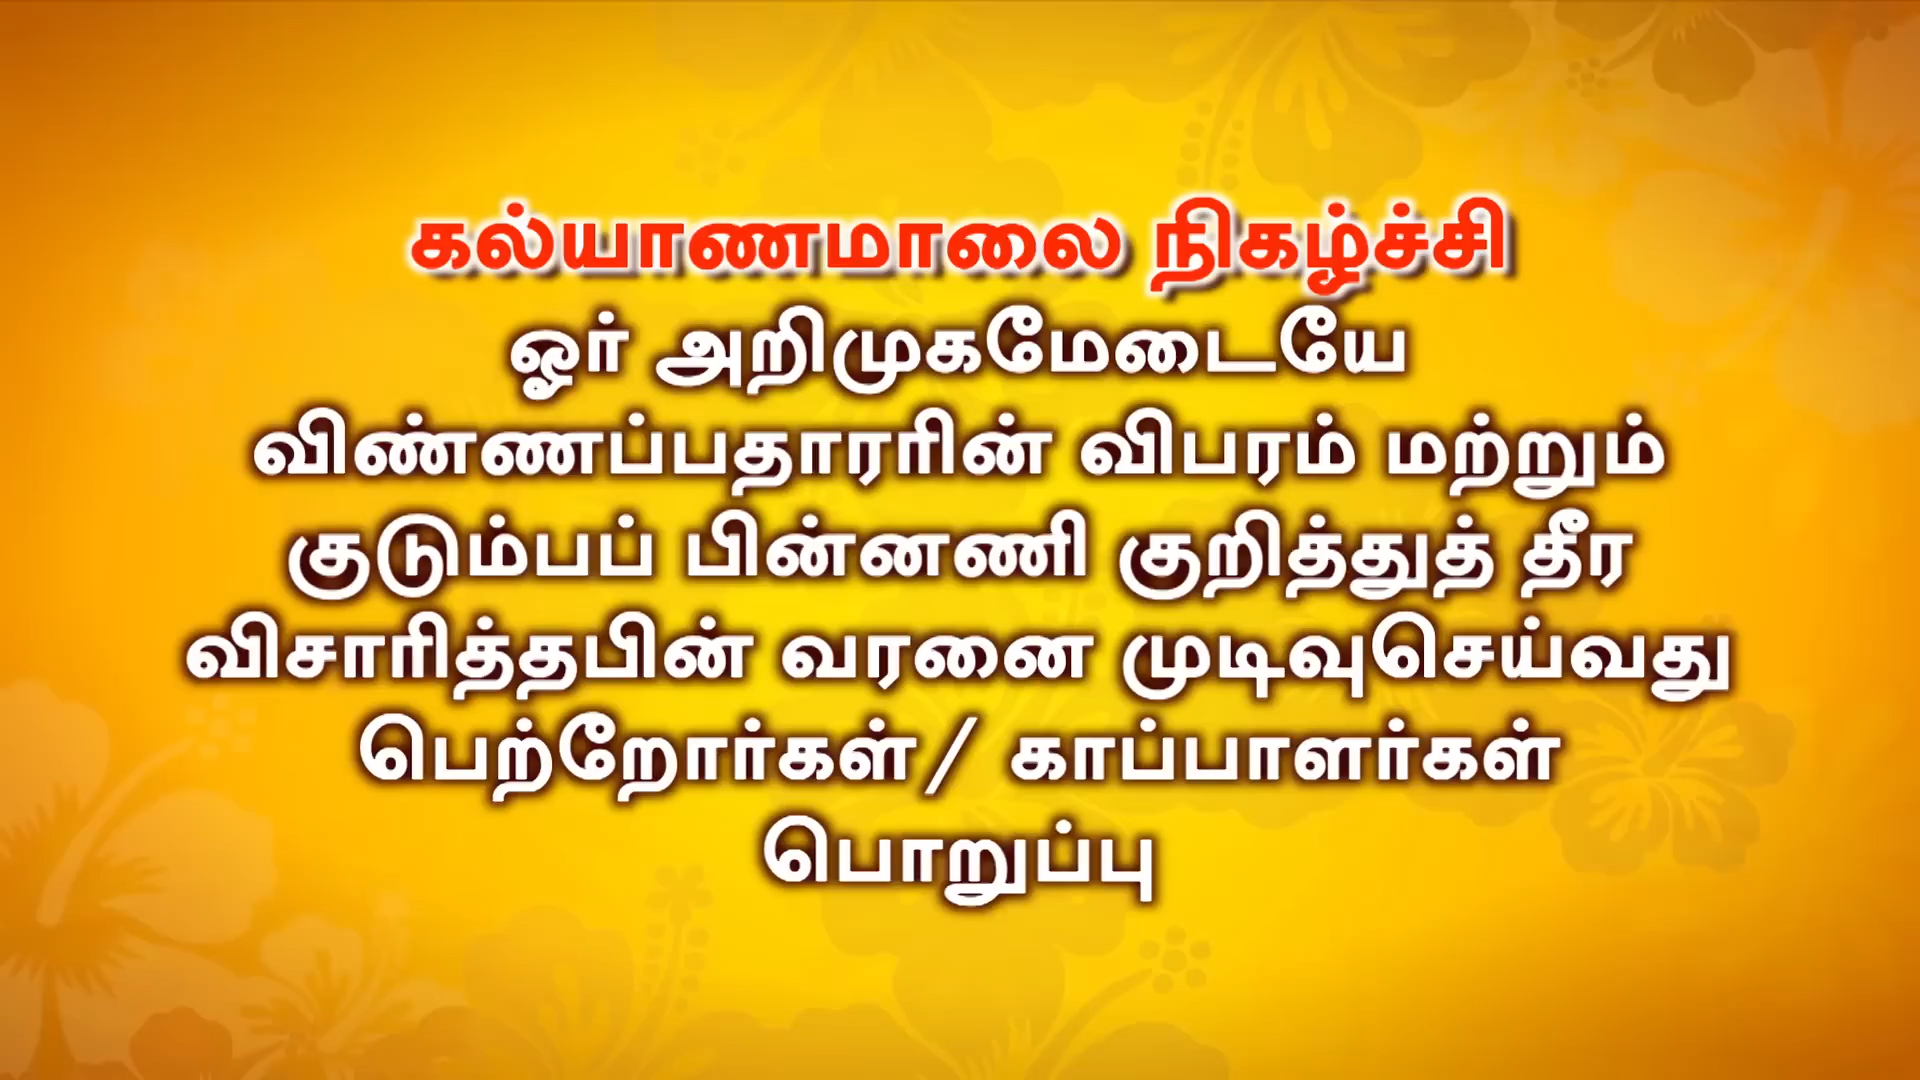 கல்யாணமாலை நிகழ்ச்சி
ஓர் அறிமுகமேடையே
விண்ணப்பதாரரின் விபரம் மற்றும்
குடும்பப் பின்னணி குறித்துத் தீர
விசாரித்தபின் வரனை முடிவுசெய்வது
பெற்றோர்கள்/ காப்பாளர்கள்
பொறுப்பு